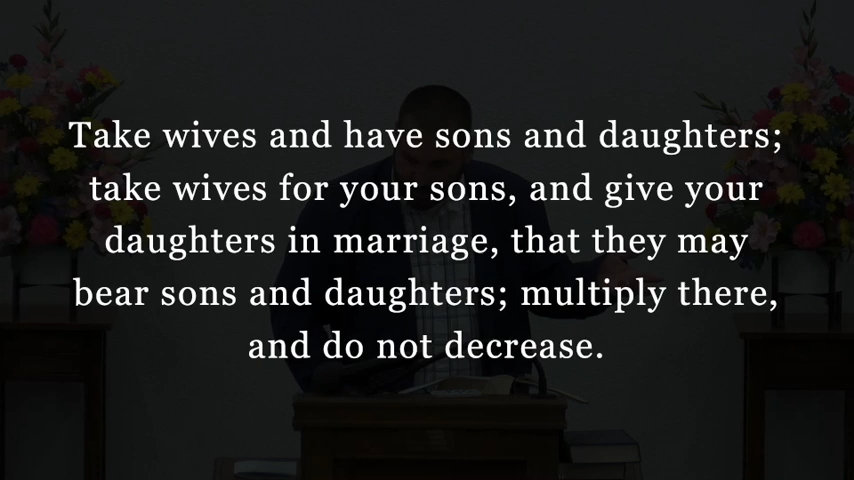 Take wives and have sons and daughters;
take wives for your sons, and give your
daughters in marriage, that they may
bear sons and daughters; multiply there,
and do not decrease.